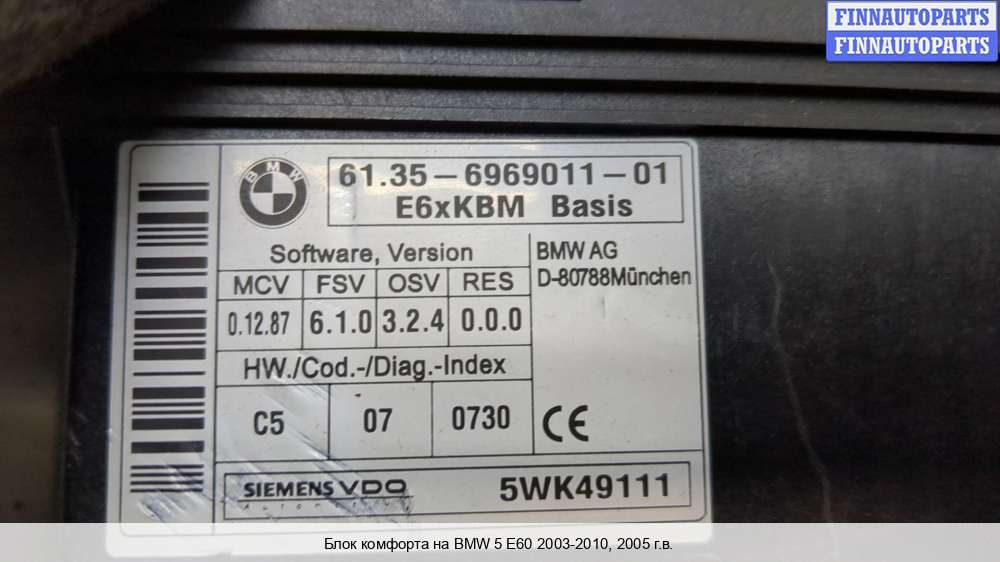 FINNAUTOPARTS
FINNAUTOPARTS
BMW
61.35-6969011-01
E6xKBM Basis
Software, Version
BMW AG
D-80788München
MCV FSV OSV RES
0.12.87 6.1.0 3.2.4 0.0.0
HW./Cod.-/Diag.-Index
C5 07 0730
CE
SIEMENS VDO
Automotive
5WK49111
Блок комфорта на BMW 5 E60 2003-2010, 2005 г.в.